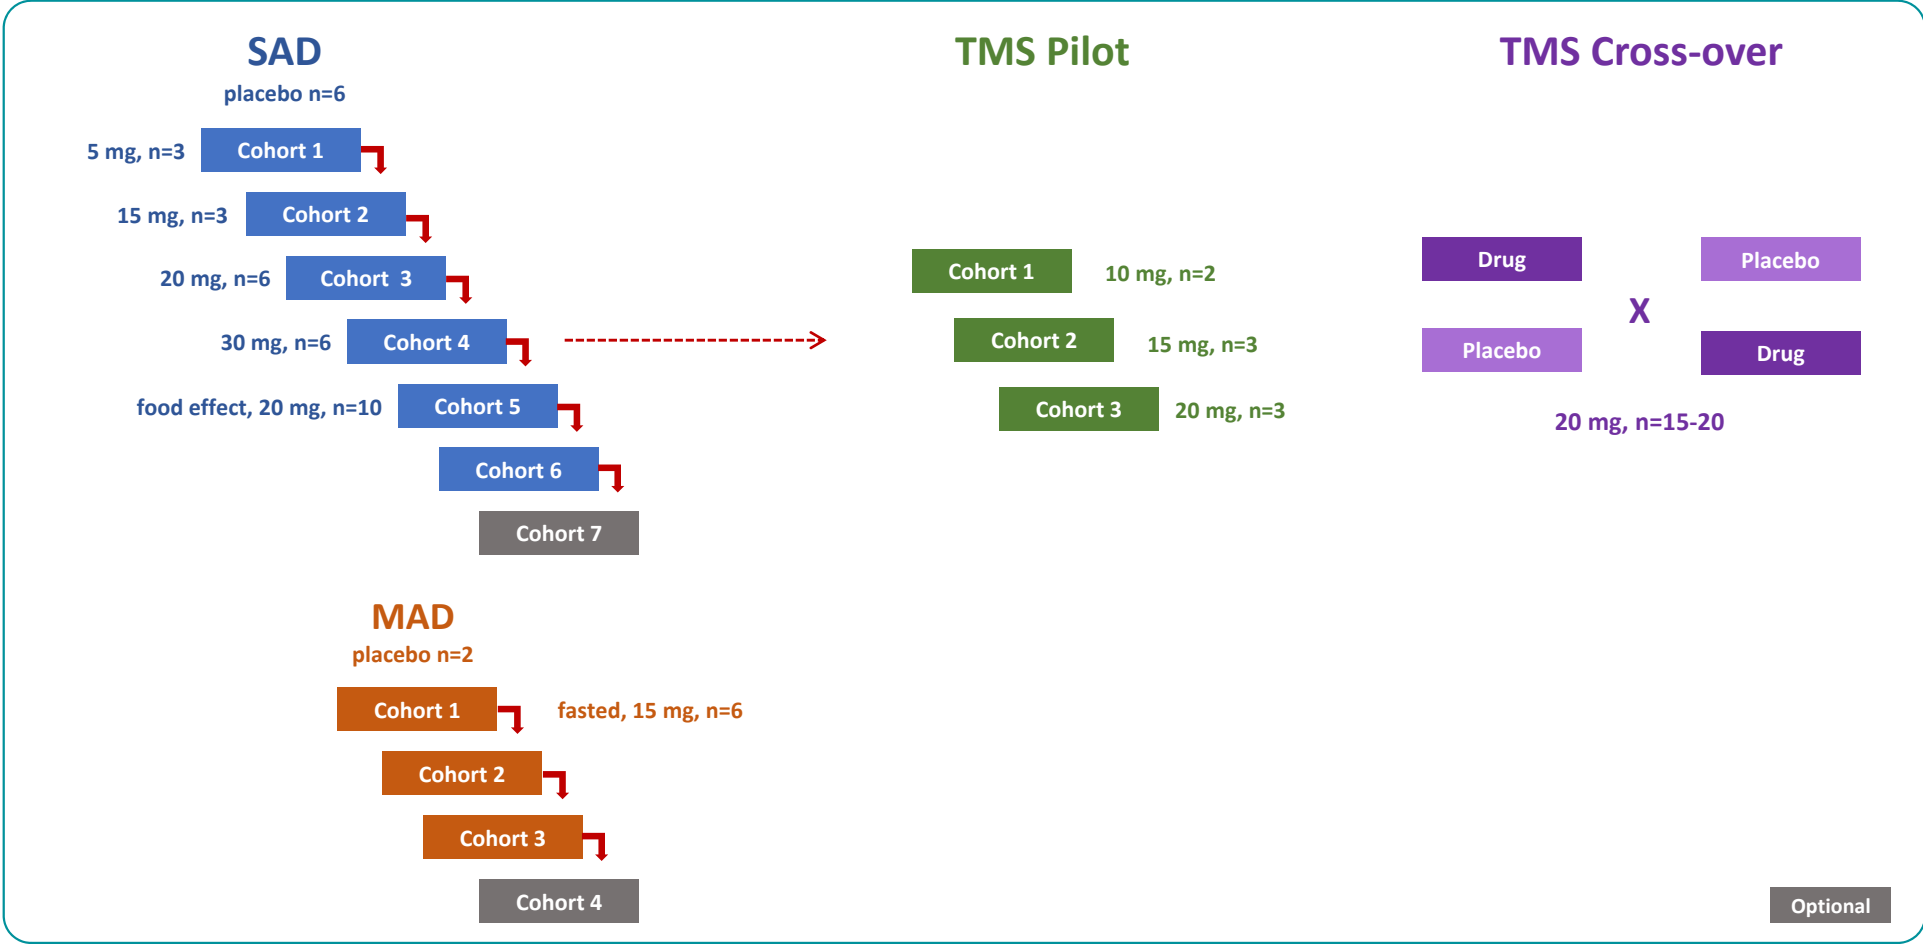 SAD
placebo n=6
5 mg, n=3
Cohort 1
15 mg, n=3
Cohort 2
20 mg, n=6
Cohort 3
30 mg, n=6
Cohort 4
food effect, 20 mg, n=10
Cohort 5
Cohort 6
Cohort 7
MAD
placebo n=2
Cohort 1
fasted, 15 mg, n=6
Cohort 2
Cohort 3
Cohort 4
TMS Pilot
Cohort 1
10 mg, n=2
Cohort 2
15 mg, n=3
Cohort 3
20 mg, n=3
TMS Cross-over
Drug
Placebo
X
Placebo
Drug
20 mg, n=15-20
Optional